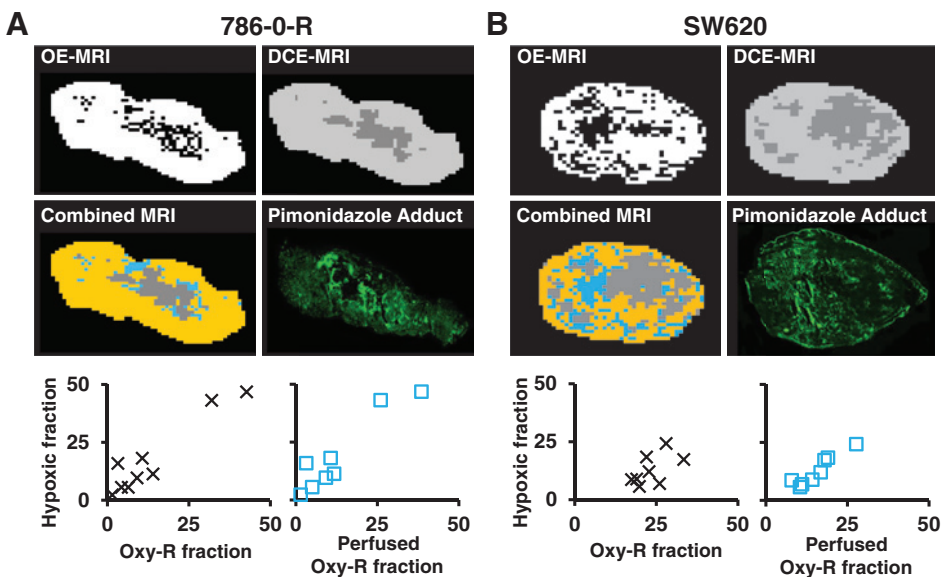 A
786-0-R
B
SW620
OE-MRI
DCE-MRI
OE-MRI
DCE-MRI
Combined MRI
Pimonidazole Adduct
Combined MRI
Pimonidazole Adduct
Hypoxic fraction
50
25
0
0
25
50
Oxy-R fraction
0
25
50
Perfused
Oxy-R fraction
Hypoxic fraction
50
25
0
0
25
50
Oxy-R fraction
0
25
50
Perfused
Oxy-R fraction